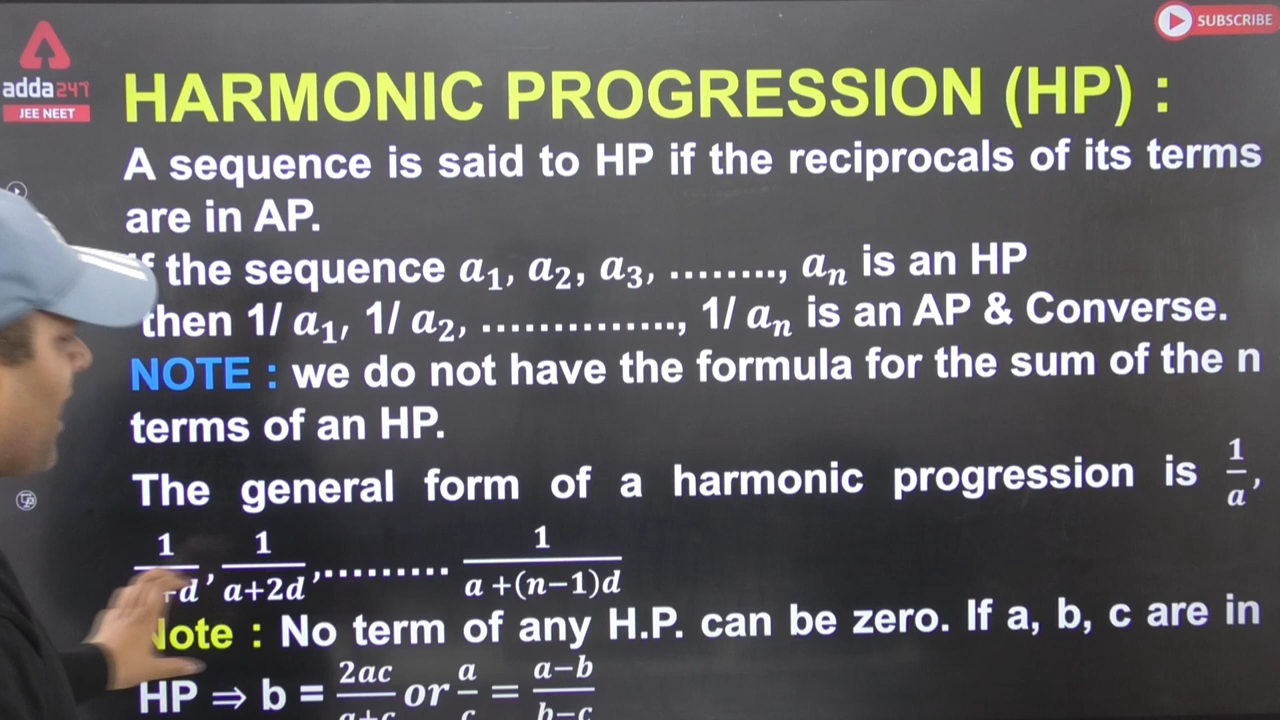 SUBSCRIBE
adda247
JEE NEET
HARMONIC PROGRESSION (HP) :
A sequence is said to HP if the reciprocals of its terms
are in AP.
the sequence a₁, a₂, a₃, ........, aₙ is an HP
then 1/ a₁, 1/ a₂, .............., 1/ aₙ is an AP & Converse.
NOTE : we do not have the formula for the sum of the n
terms of an HP.
The general form of a harmonic progression is 1/a,
1/+d, 1/a+2d, ......... 1/a +(n−1)d
Note : No term of any H.P. can be zero. If a, b, c are in
HP ⇒ b = 2ac/a+c or a/c = a−b/b−c